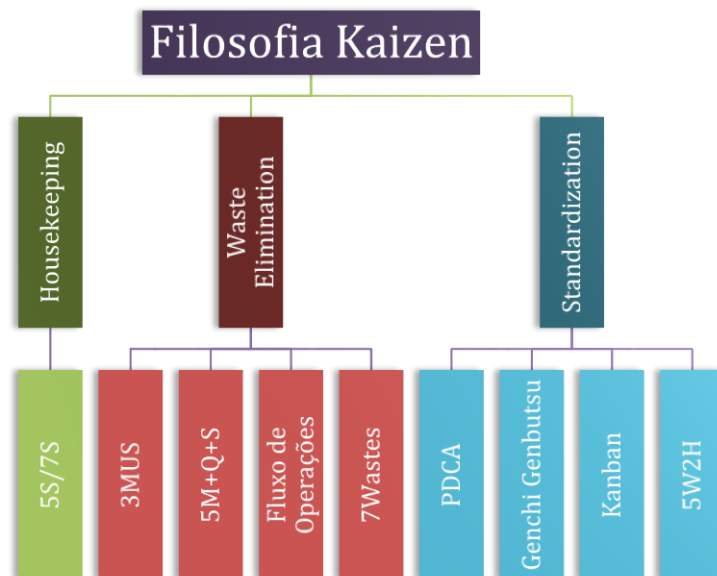 Filosofia Kaizen
Housekeeping
Waste
Elimination
Standardization
5S/7S
3MUS
5M+Q+S
Fluxo de
Operações
7Wastes
PDCA
Genchi Genbutsu
Kanban
5W2H